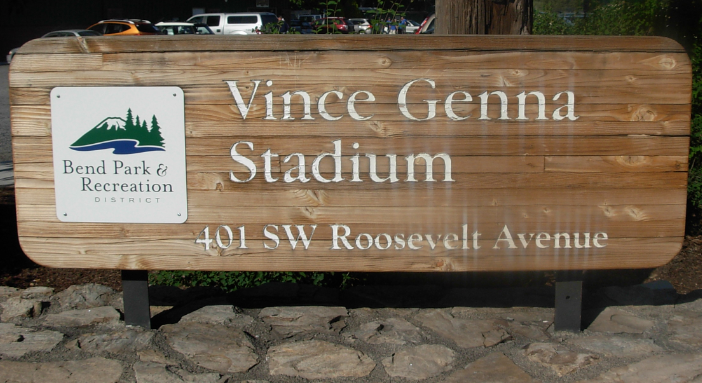 Vince Genna
Stadium
401 SW Roosevelt Avenue
Bend Park &
Recreation
DISTRICT